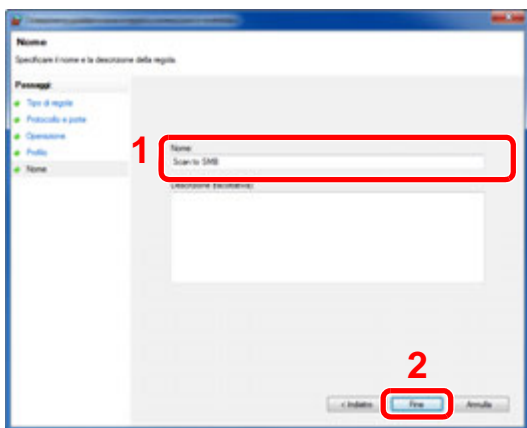 Nome
Specificare il nome e la descrizione della regola.
Passaggi:
Tipo di regola
Protocollo e porte
Operazione
Profilo
Nome
1
Nome:
Scan to SMB
Descrizione (facoltativa):
2
< Indietro
Fine
Annulla